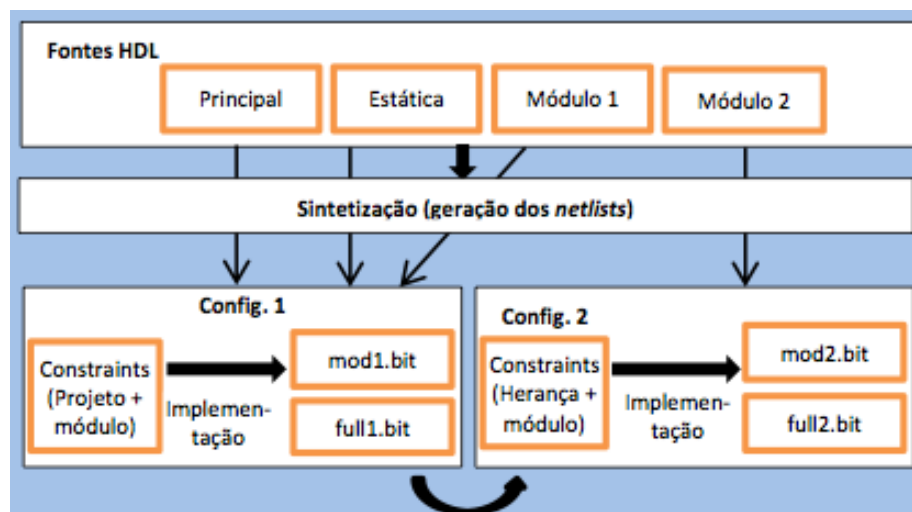 Fontes HDL
Principal
Estática
Módulo 1
Módulo 2
Sintetização (geração dos netlists)
Config. 1
Constraints
(Projeto +
módulo)
Implemen-
tação
mod1.bit
full1.bit
Config. 2
Constraints
(Herança +
módulo)
Implemen-
tação
mod2.bit
full2.bit